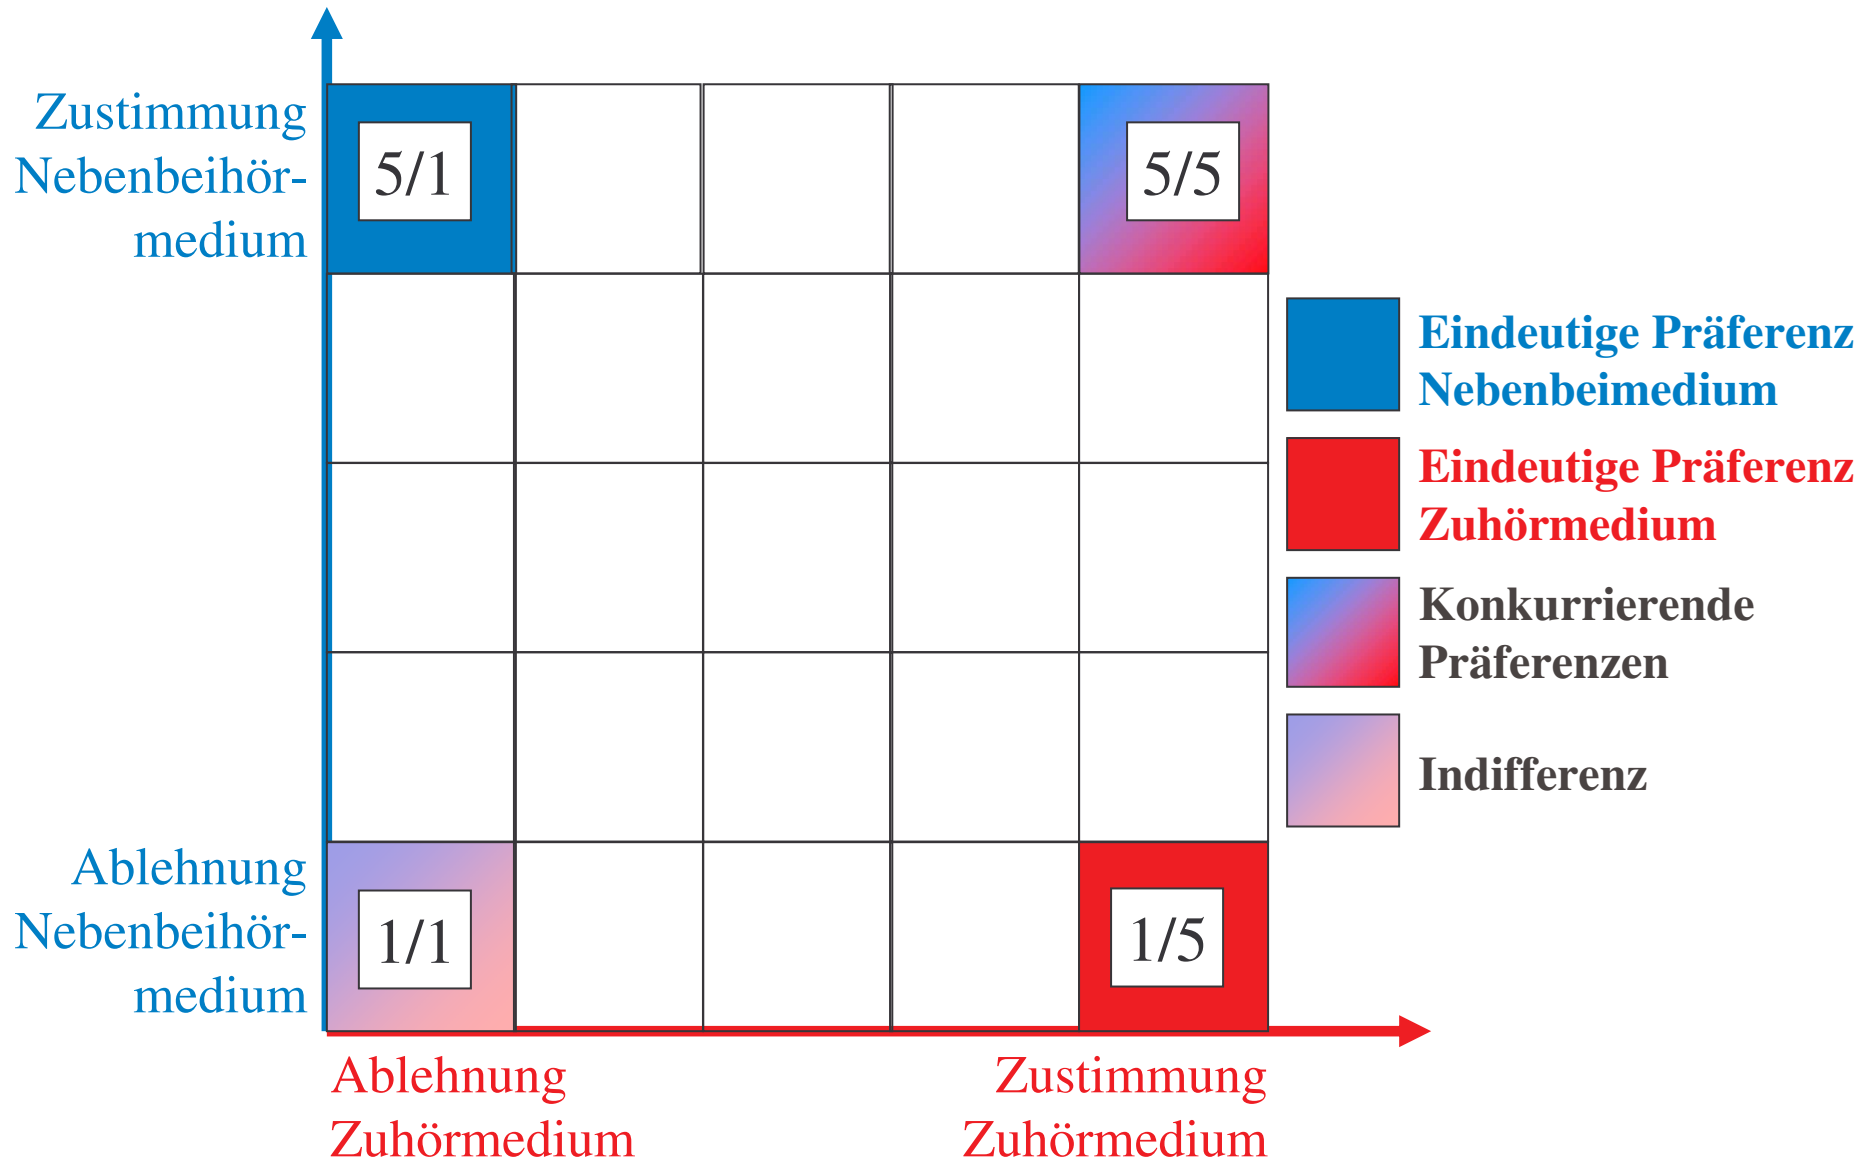 Zustimmung
Nebenbeihör-
medium
5/1
5/5
Eindeutige Präferenz
Nebenbeimedium
Eindeutige Präferenz
Zuhörmedium
Konkurrierende
Präferenzen
Indifferenz
Ablehnung
Nebenbeihör-
medium
1/1
1/5
Ablehnung
Zuhörmedium
Zustimmung
Zuhörmedium